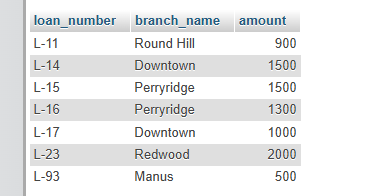 loan_number branch_name amount
L-11 Round Hill 900
L-14 Downtown 1500
L-15 Perryridge 1500
L-16 Perryridge 1300
L-17 Downtown 1000
L-23 Redwood 2000
L-93 Manus 500